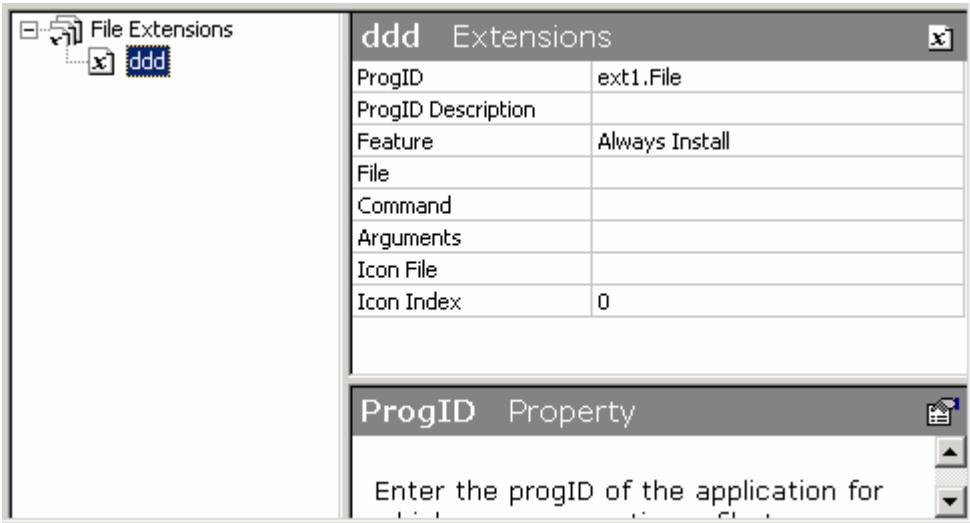 File Extensions
ddd
ddd Extensions
ProgID ext1.File
ProgID Description
Feature Always Install
File
Command
Arguments
Icon File
Icon Index 0
ProgID Property
Enter the progID of the application for